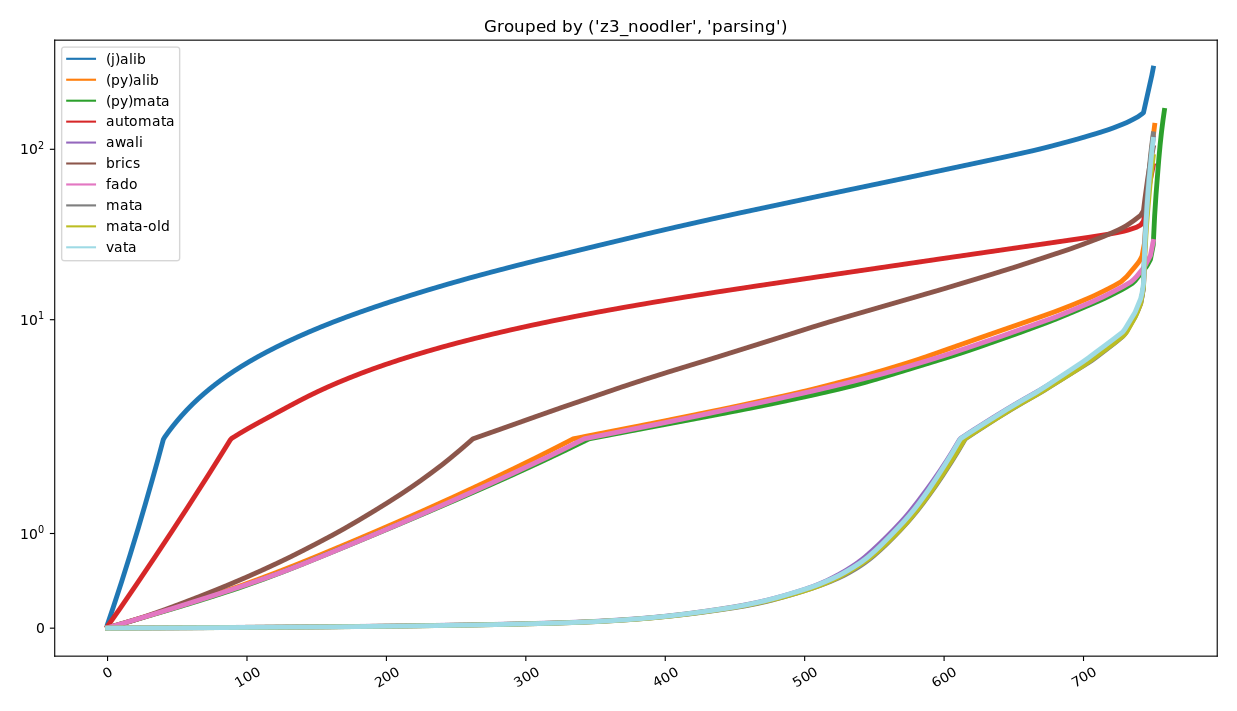 Grouped by ('z3_noodler', 'parsing')
(j)alib
(py)alib
(py)mata
automata
awali
brics
fado
mata
mata-old
vata
10²
10¹
10⁰
0
0 100 200 300 400 500 600 700